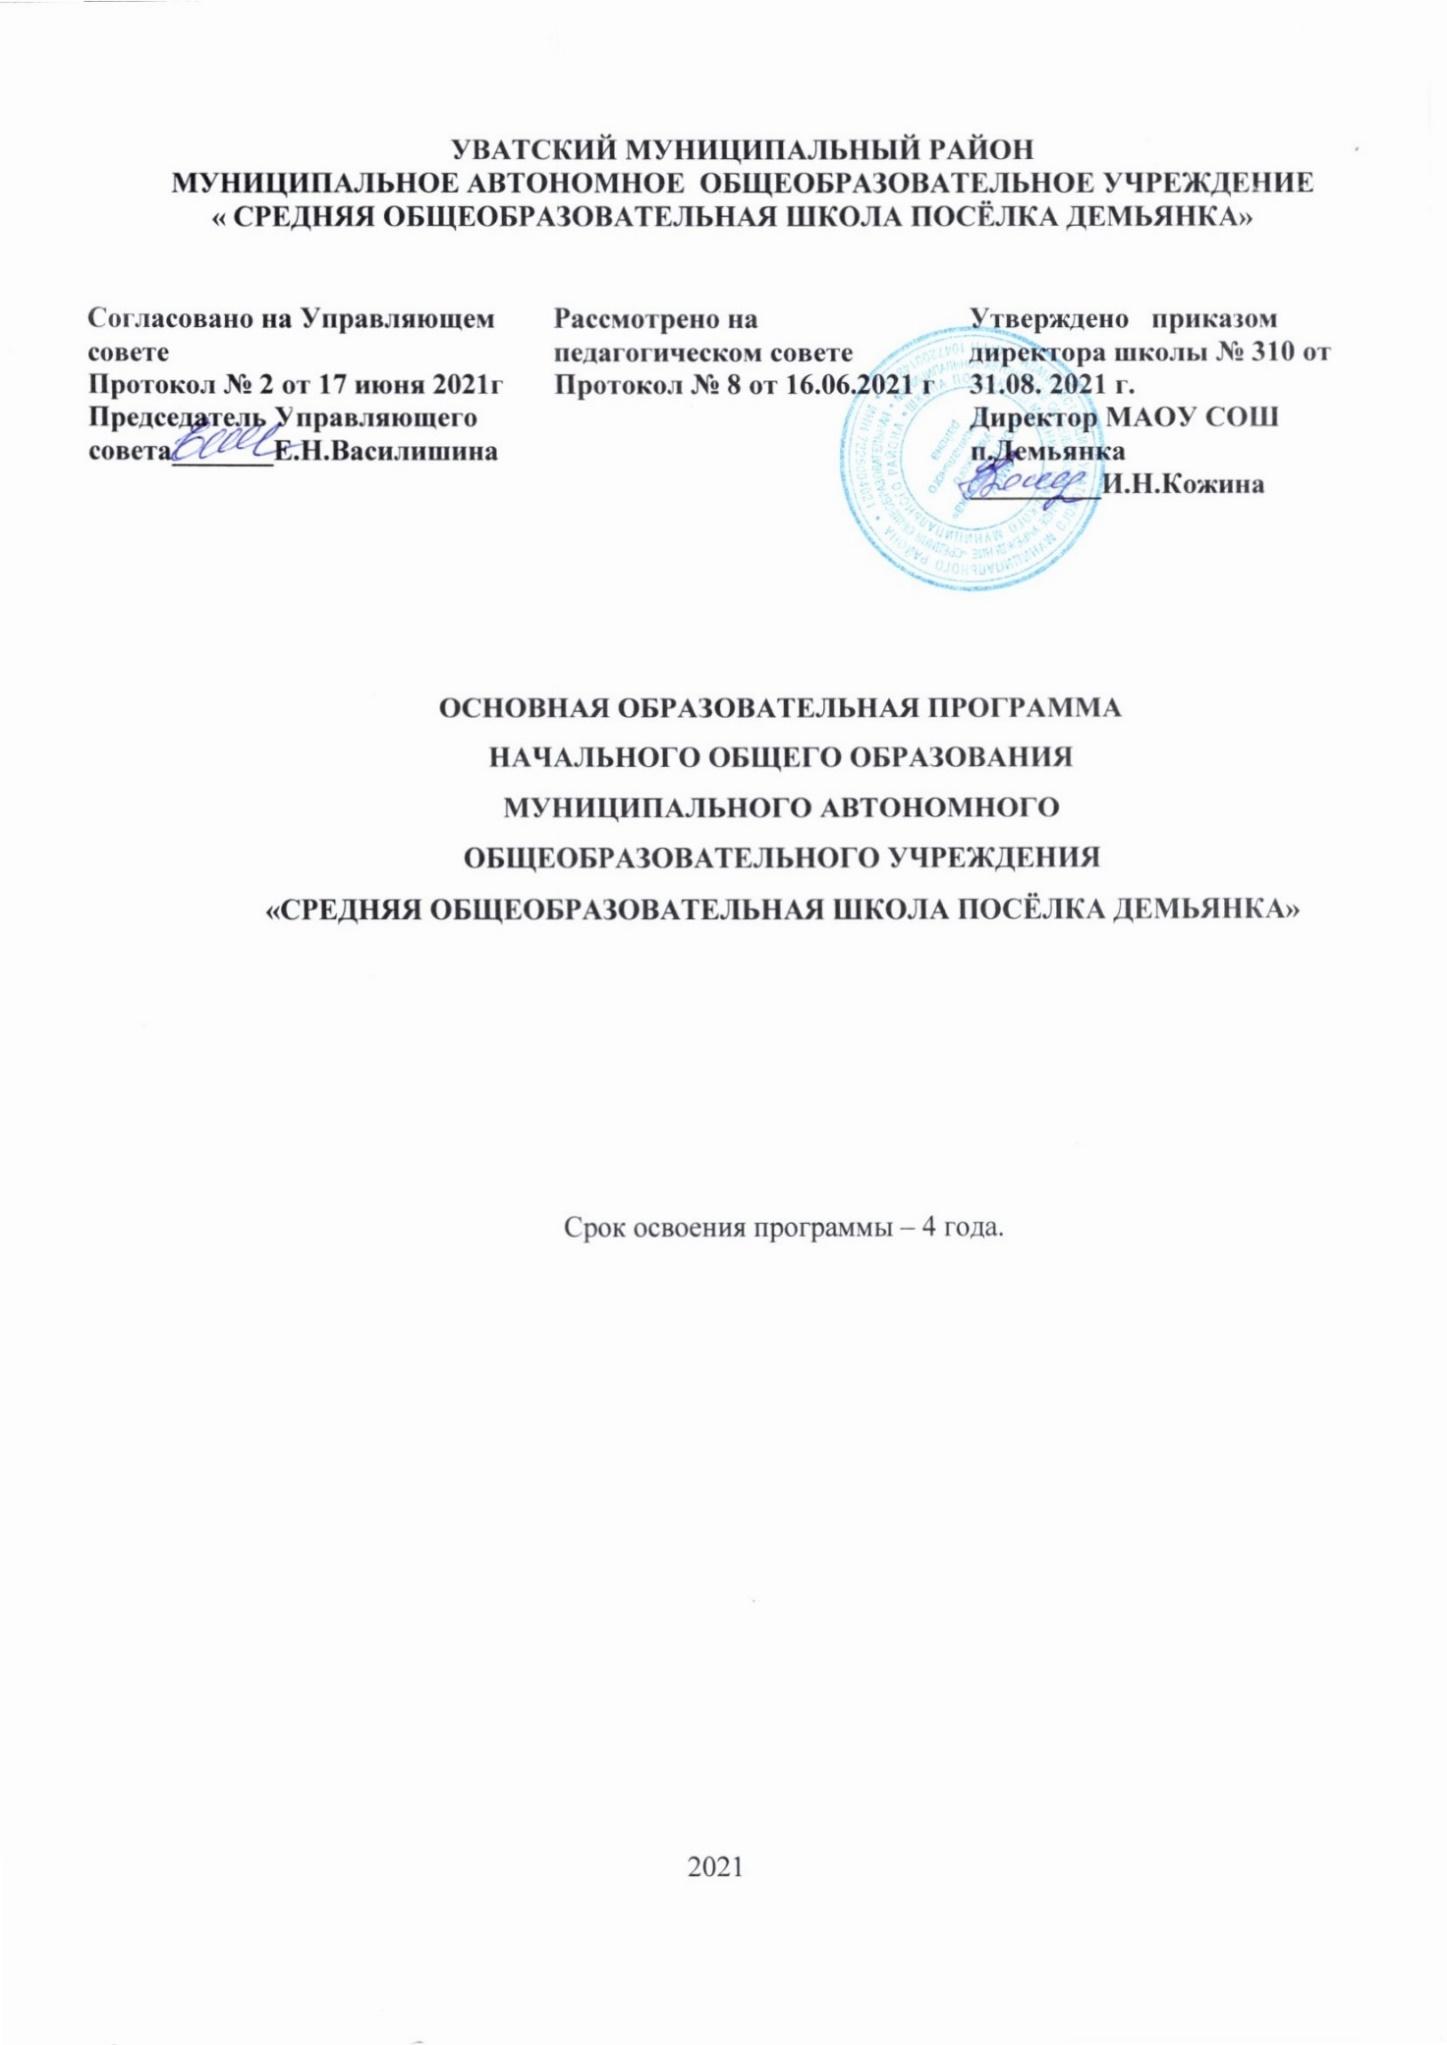 УВАТСКИЙ МУНИЦИПАЛЬНЫЙ РАЙОН
МУНИЦИПАЛЬНОЕ АВТОНОМНОЕ ОБЩЕОБРАЗОВАТЕЛЬНОЕ УЧРЕЖДЕНИЕ
« СРЕДНЯЯ ОБЩЕОБРАЗОВАТЕЛЬНАЯ ШКОЛА ПОСЁЛКА ДЕМЬЯНКА»
Согласовано на Управляющем
совете
Протокол № 2 от 17 июня 2021г
Председатель Управляющего
совета_______Е.Н.Василишина
Рассмотрено на
педагогическом совете
Протокол № 8 от 16.06.2021 г
Утверждено приказом
директора школы № 310 от
31.08. 2021 г.
Директор МАОУ СОШ
п.Демьянка
_________И.Н.Кожина
ОСНОВНАЯ ОБРАЗОВАТЕЛЬНАЯ ПРОГРАММА
НАЧАЛЬНОГО ОБЩЕГО ОБРАЗОВАНИЯ
МУНИЦИПАЛЬНОГО АВТОНОМНОГО
ОБЩЕОБРАЗОВАТЕЛЬНОГО УЧРЕЖДЕНИЯ
«СРЕДНЯЯ ОБЩЕОБРАЗОВАТЕЛЬНАЯ ШКОЛА ПОСЁЛКА ДЕМЬЯНКА»
Срок освоения программы – 4 года.
2021